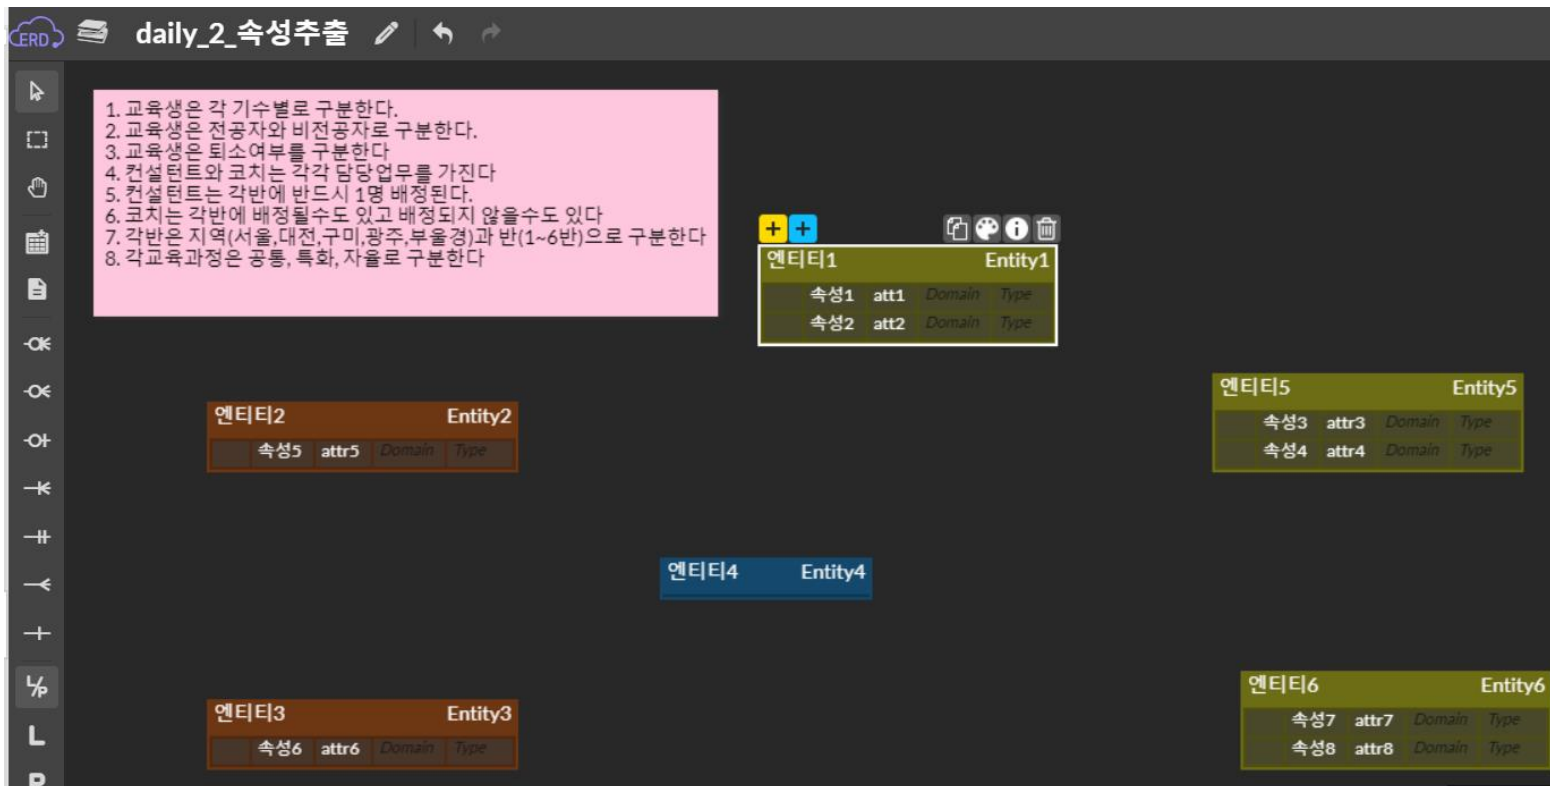 ERD
daily_2_속성추출
1. 교육생은 각 기수별로 구분한다.
2. 교육생은 전공자와 비전공자로 구분한다.
3. 교육생은 퇴소여부를 구분한다
4. 컨설턴트와 코치는 각각 담당업무를 가진다
5. 컨설턴트는 각반에 반드시 1명 배정된다.
6. 코치는 각반에 배정될수도 있고 배정되지 않을수도 있다
7. 각반은 지역(서울,대전,구미,광주,부울경)과 반(1~6반)으로 구분한다
8. 각교육과정은 공통, 특화, 자율로 구분한다
엔티티1 Entity1
속성1 att1 Domain Type
속성2 att2 Domain Type
엔티티5 Entity5
속성3 attr3 Domain Type
속성4 attr4 Domain Type
엔티티2 Entity2
속성5 attr5 Domain Type
엔티티4 Entity4
엔티티3 Entity3
속성6 attr6 Domain Type
엔티티6 Entity6
속성7 attr7 Domain Type
속성8 attr8 Domain Type
L/P
L
P